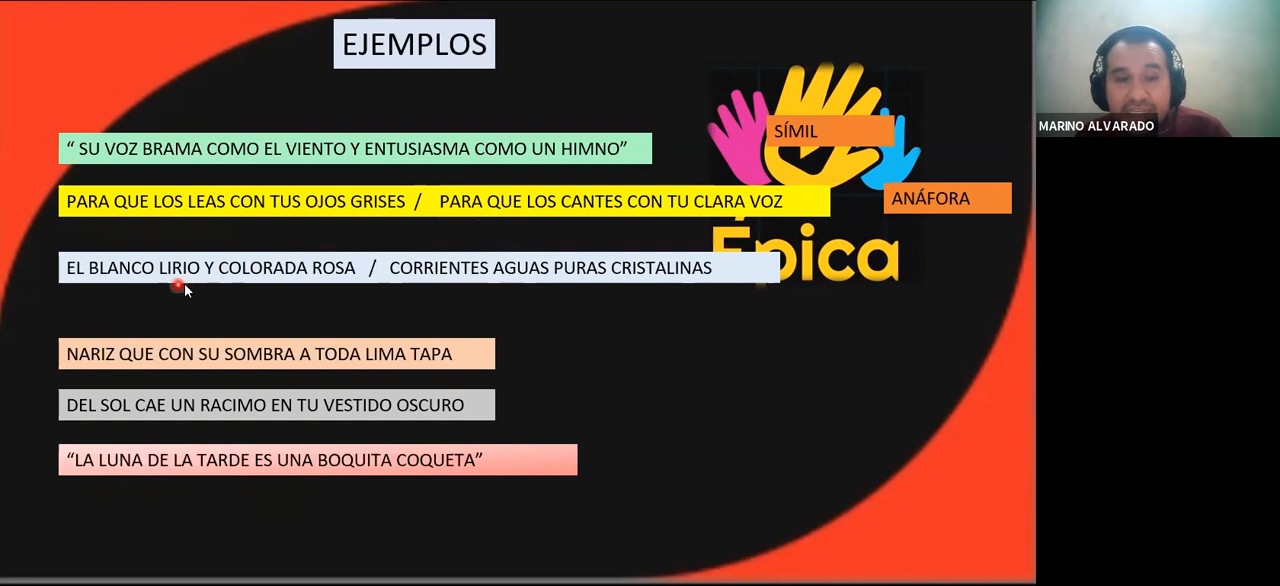 EJEMPLOS
“ SU VOZ BRAMA COMO EL VIENTO Y ENTUSIASMA COMO UN HIMNO”
SÍMIL
PARA QUE LOS LEAS CON TUS OJOS GRISES / PARA QUE LOS CANTES CON TU CLARA VOZ
ANÁFORA
Épica
EL BLANCO LIRIO Y COLORADA ROSA / CORRIENTES AGUAS PURAS CRISTALINAS
NARIZ QUE CON SU SOMBRA A TODA LIMA TAPA
DEL SOL CAE UN RACIMO EN TU VESTIDO OSCURO
“LA LUNA DE LA TARDE ES UNA BOQUITA COQUETA”
MARINO ALVARADO